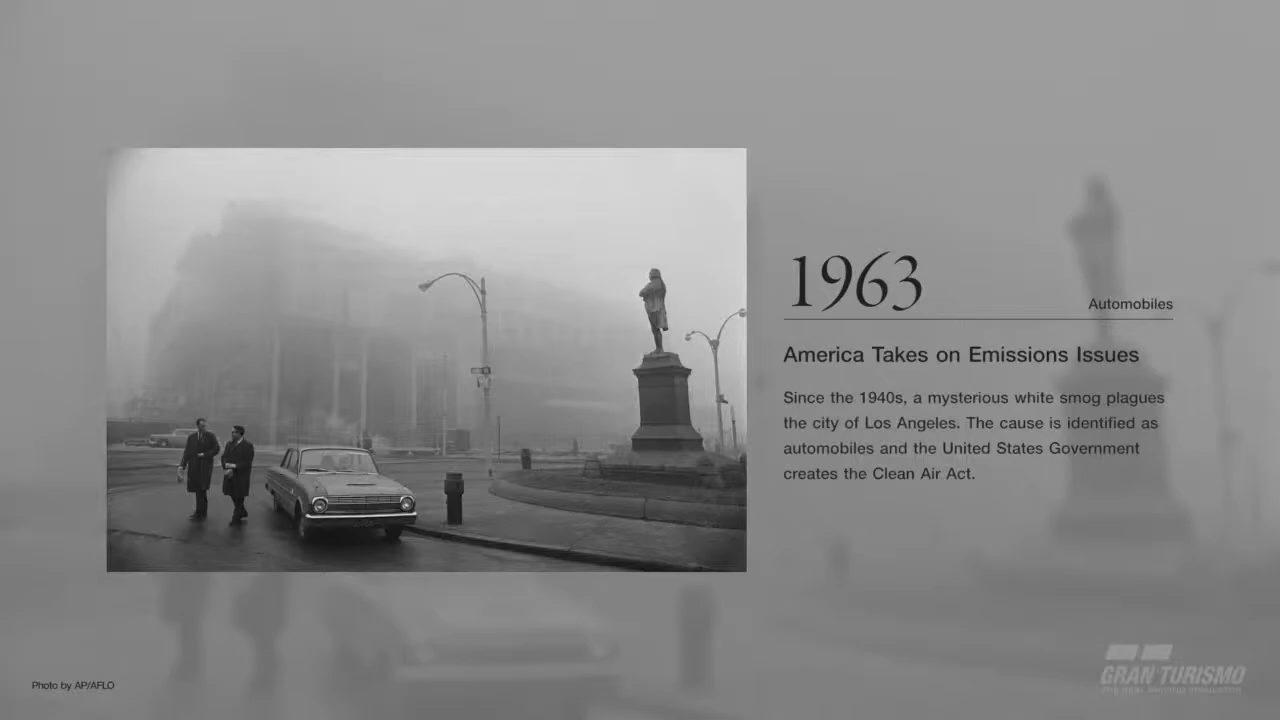 1963
Automobiles
America Takes on Emissions Issues
Since the 1940s, a mysterious white smog plagues
the city of Los Angeles. The cause is identified as
automobiles and the United States Government
creates the Clean Air Act.
Photo by AP/AFLO
GRAN TURISMO
THE REAL DRIVING SIMULATOR